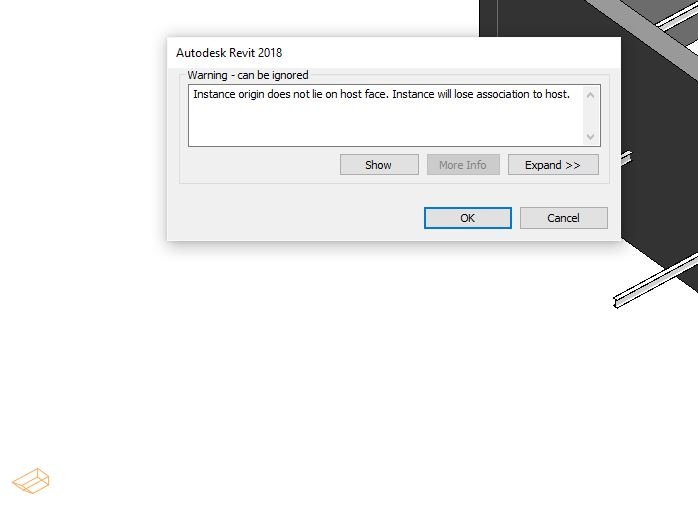 Autodesk Revit 2018
Warning - can be ignored
Instance origin does not lie on host face. Instance will lose association to host.
Show More Info Expand >>
OK Cancel